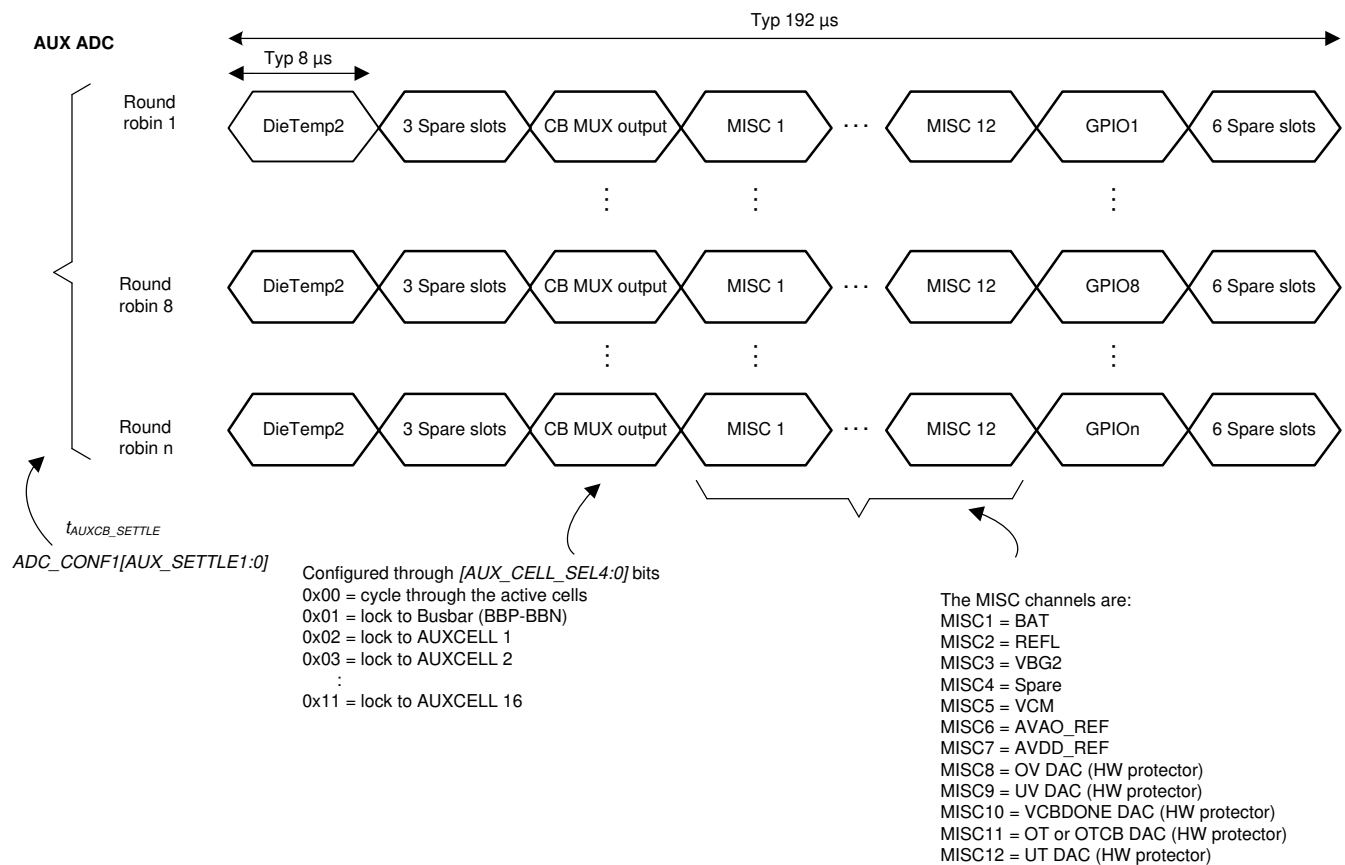 AUX ADC
Typ 192 µs
Typ 8 µs
Round
robin 1
DieTemp2
3 Spare slots
CB MUX output
MISC 1
...
MISC 12
GPIO1
6 Spare slots
Round
robin 8
DieTemp2
3 Spare slots
CB MUX output
MISC 1
...
MISC 12
GPIO8
6 Spare slots
Round
robin n
DieTemp2
3 Spare slots
CB MUX output
MISC 1
...
MISC 12
GPIOn
6 Spare slots
tAUXCB_SETTLE
ADC_CONF1[AUX_SETTLE1:0]
Configured through [AUX_CELL_SEL4:0] bits
0x00 = cycle through the active cells
0x01 = lock to Busbar (BBP-BBN)
0x02 = lock to AUXCELL 1
0x03 = lock to AUXCELL 2
:
0x11 = lock to AUXCELL 16
The MISC channels are:
MISC1 = BAT
MISC2 = REFL
MISC3 = VBG2
MISC4 = Spare
MISC5 = VCM
MISC6 = AVAO_REF
MISC7 = AVDD_REF
MISC8 = OV DAC (HW protector)
MISC9 = UV DAC (HW protector)
MISC10 = VCBDONE DAC (HW protector)
MISC11 = OT or OTCB DAC (HW protector)
MISC12 = UT DAC (HW protector)